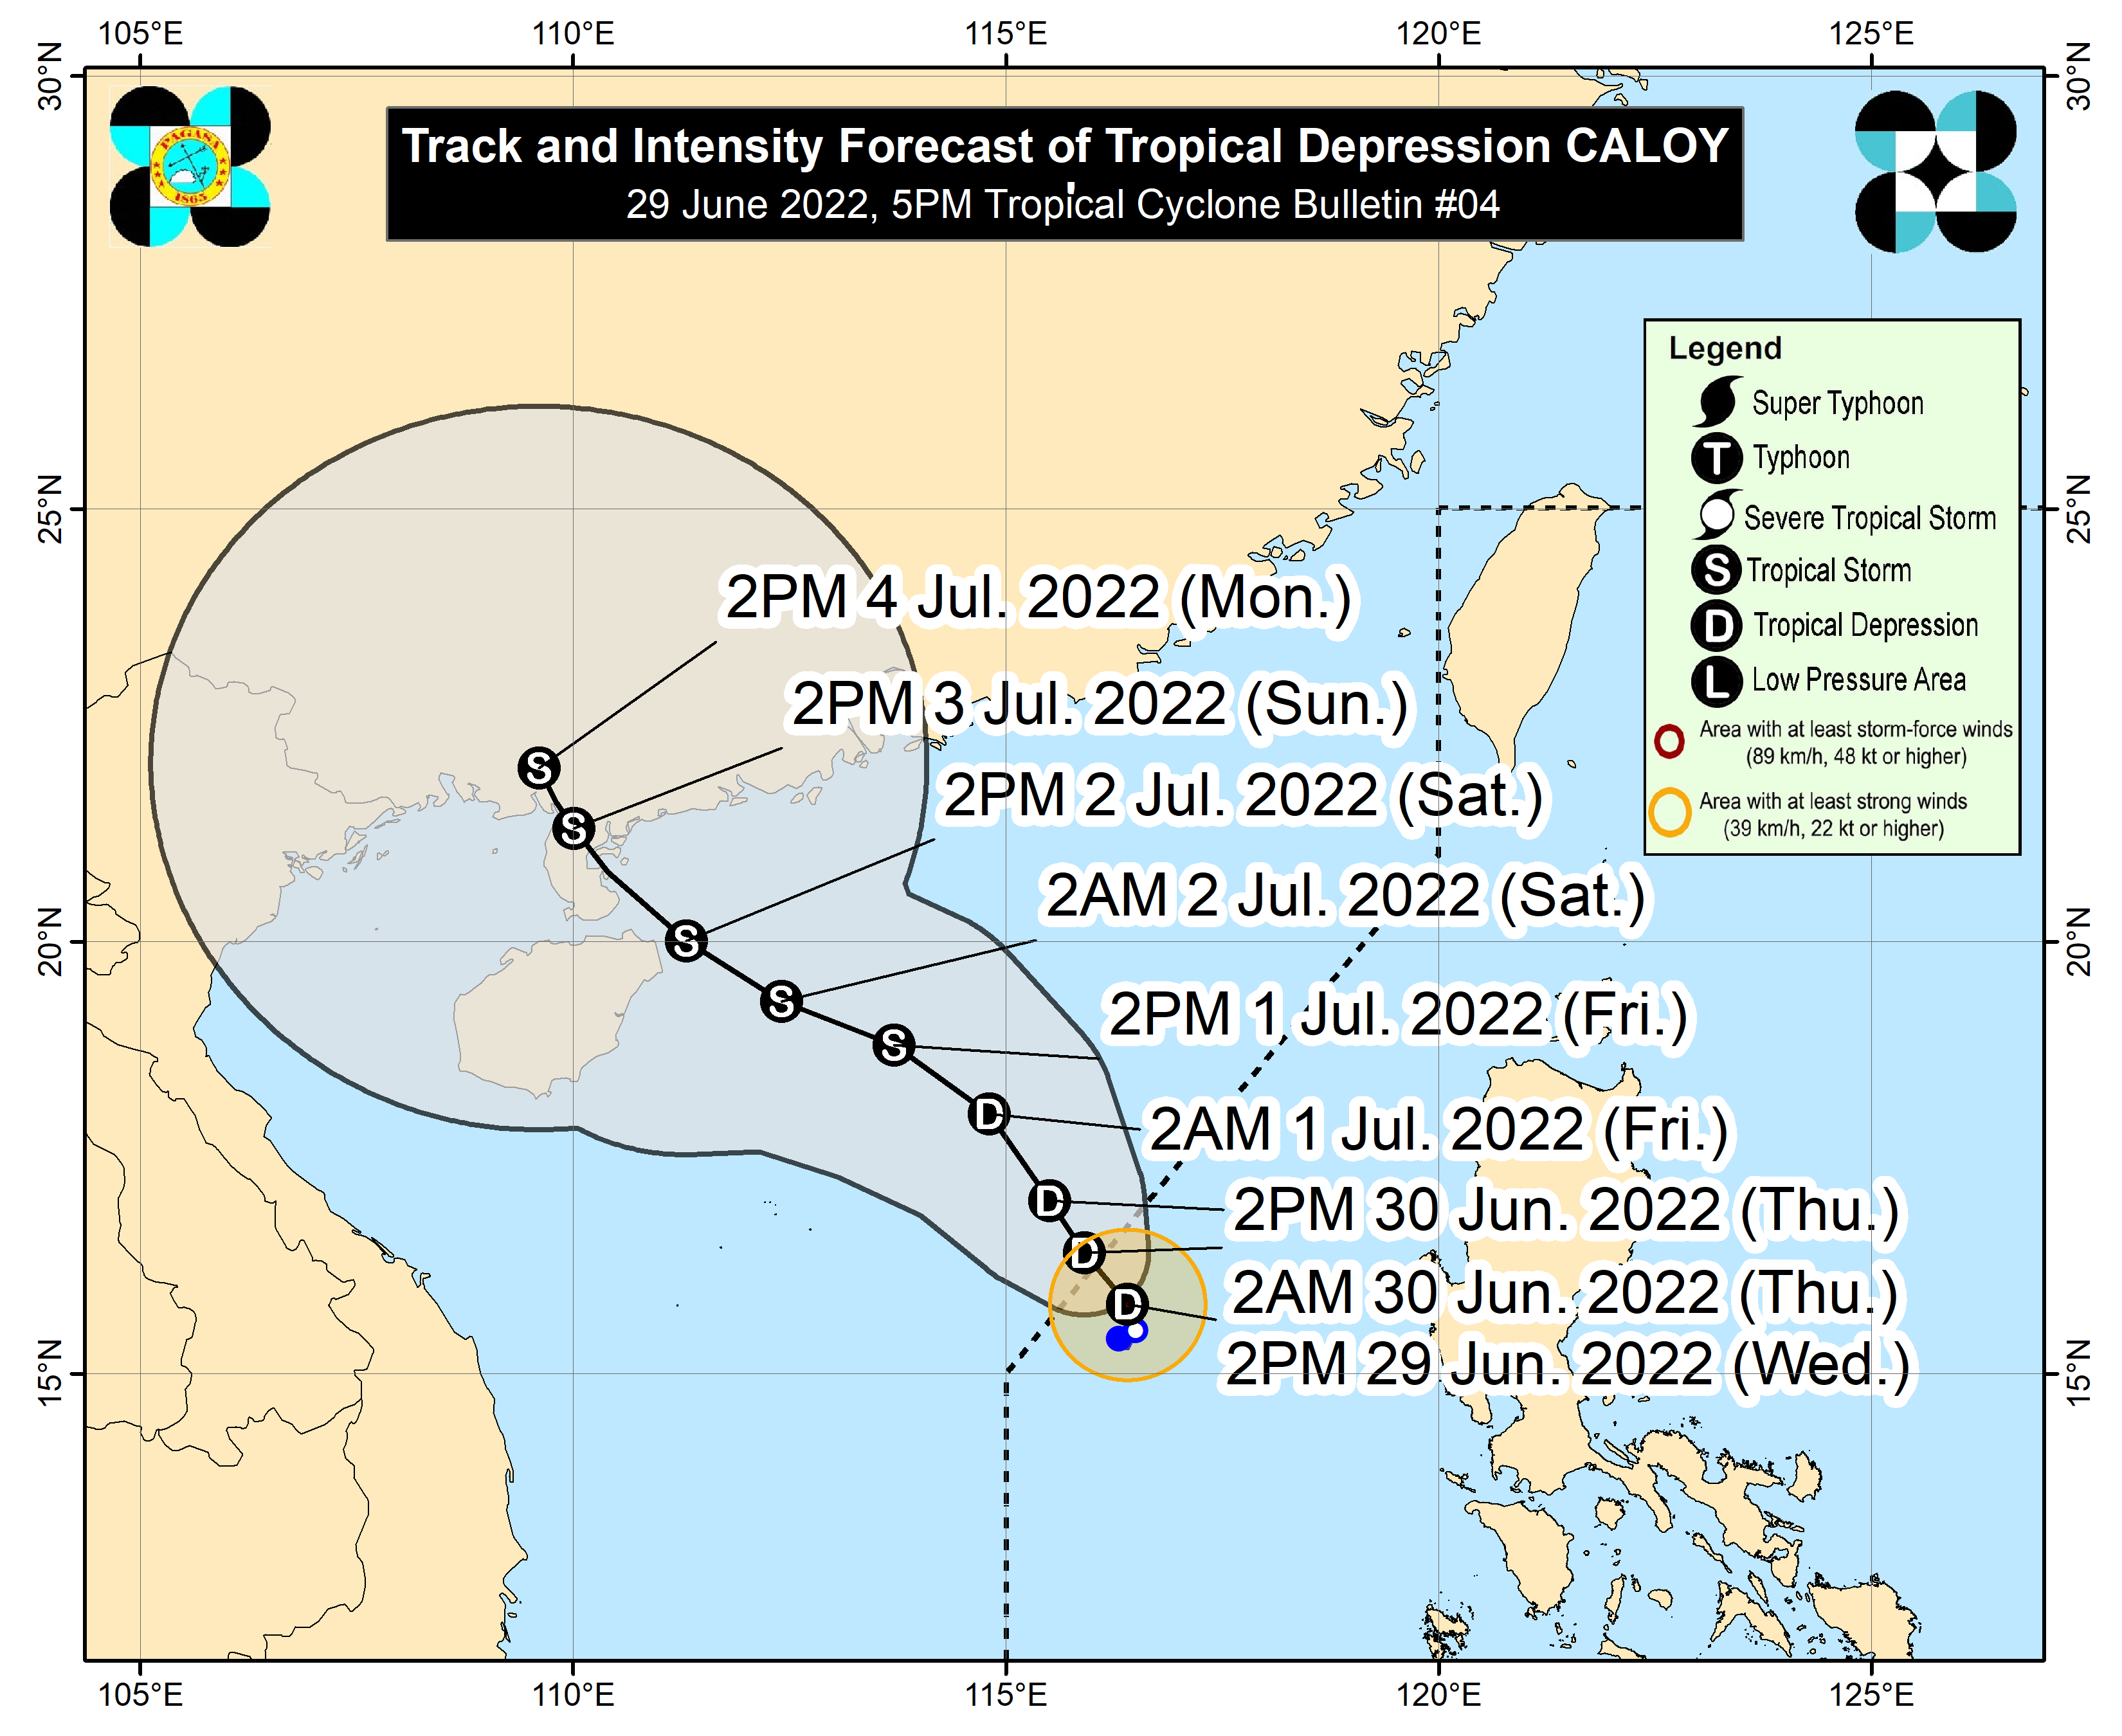 105°E 110°E 115°E 120°E 125°E
30°N 30°N
PAGASA
1865
Track and Intensity Forecast of Tropical Depression CALOY
29 June 2022, 5PM Tropical Cyclone Bulletin #04
Legend
Super Typhoon
T Typhoon
Severe Tropical Storm
S Tropical Storm
D Tropical Depression
L Low Pressure Area
Area with at least storm-force winds
(89 km/h, 48 kt or higher)
Area with at least strong winds
(39 km/h, 22 kt or higher)
25°N 25°N
2PM 4 Jul. 2022 (Mon.)
2PM 3 Jul. 2022 (Sun.)
S
2PM 2 Jul. 2022 (Sat.)
S
2AM 2 Jul. 2022 (Sat.)
20°N 20°N
S
S
2PM 1 Jul. 2022 (Fri.)
S
D
2AM 1 Jul. 2022 (Fri.)
D
2PM 30 Jun. 2022 (Thu.)
D
2AM 30 Jun. 2022 (Thu.)
D
2PM 29 Jun. 2022 (Wed.)
15°N 15°N
105°E 110°E 115°E 120°E 125°E